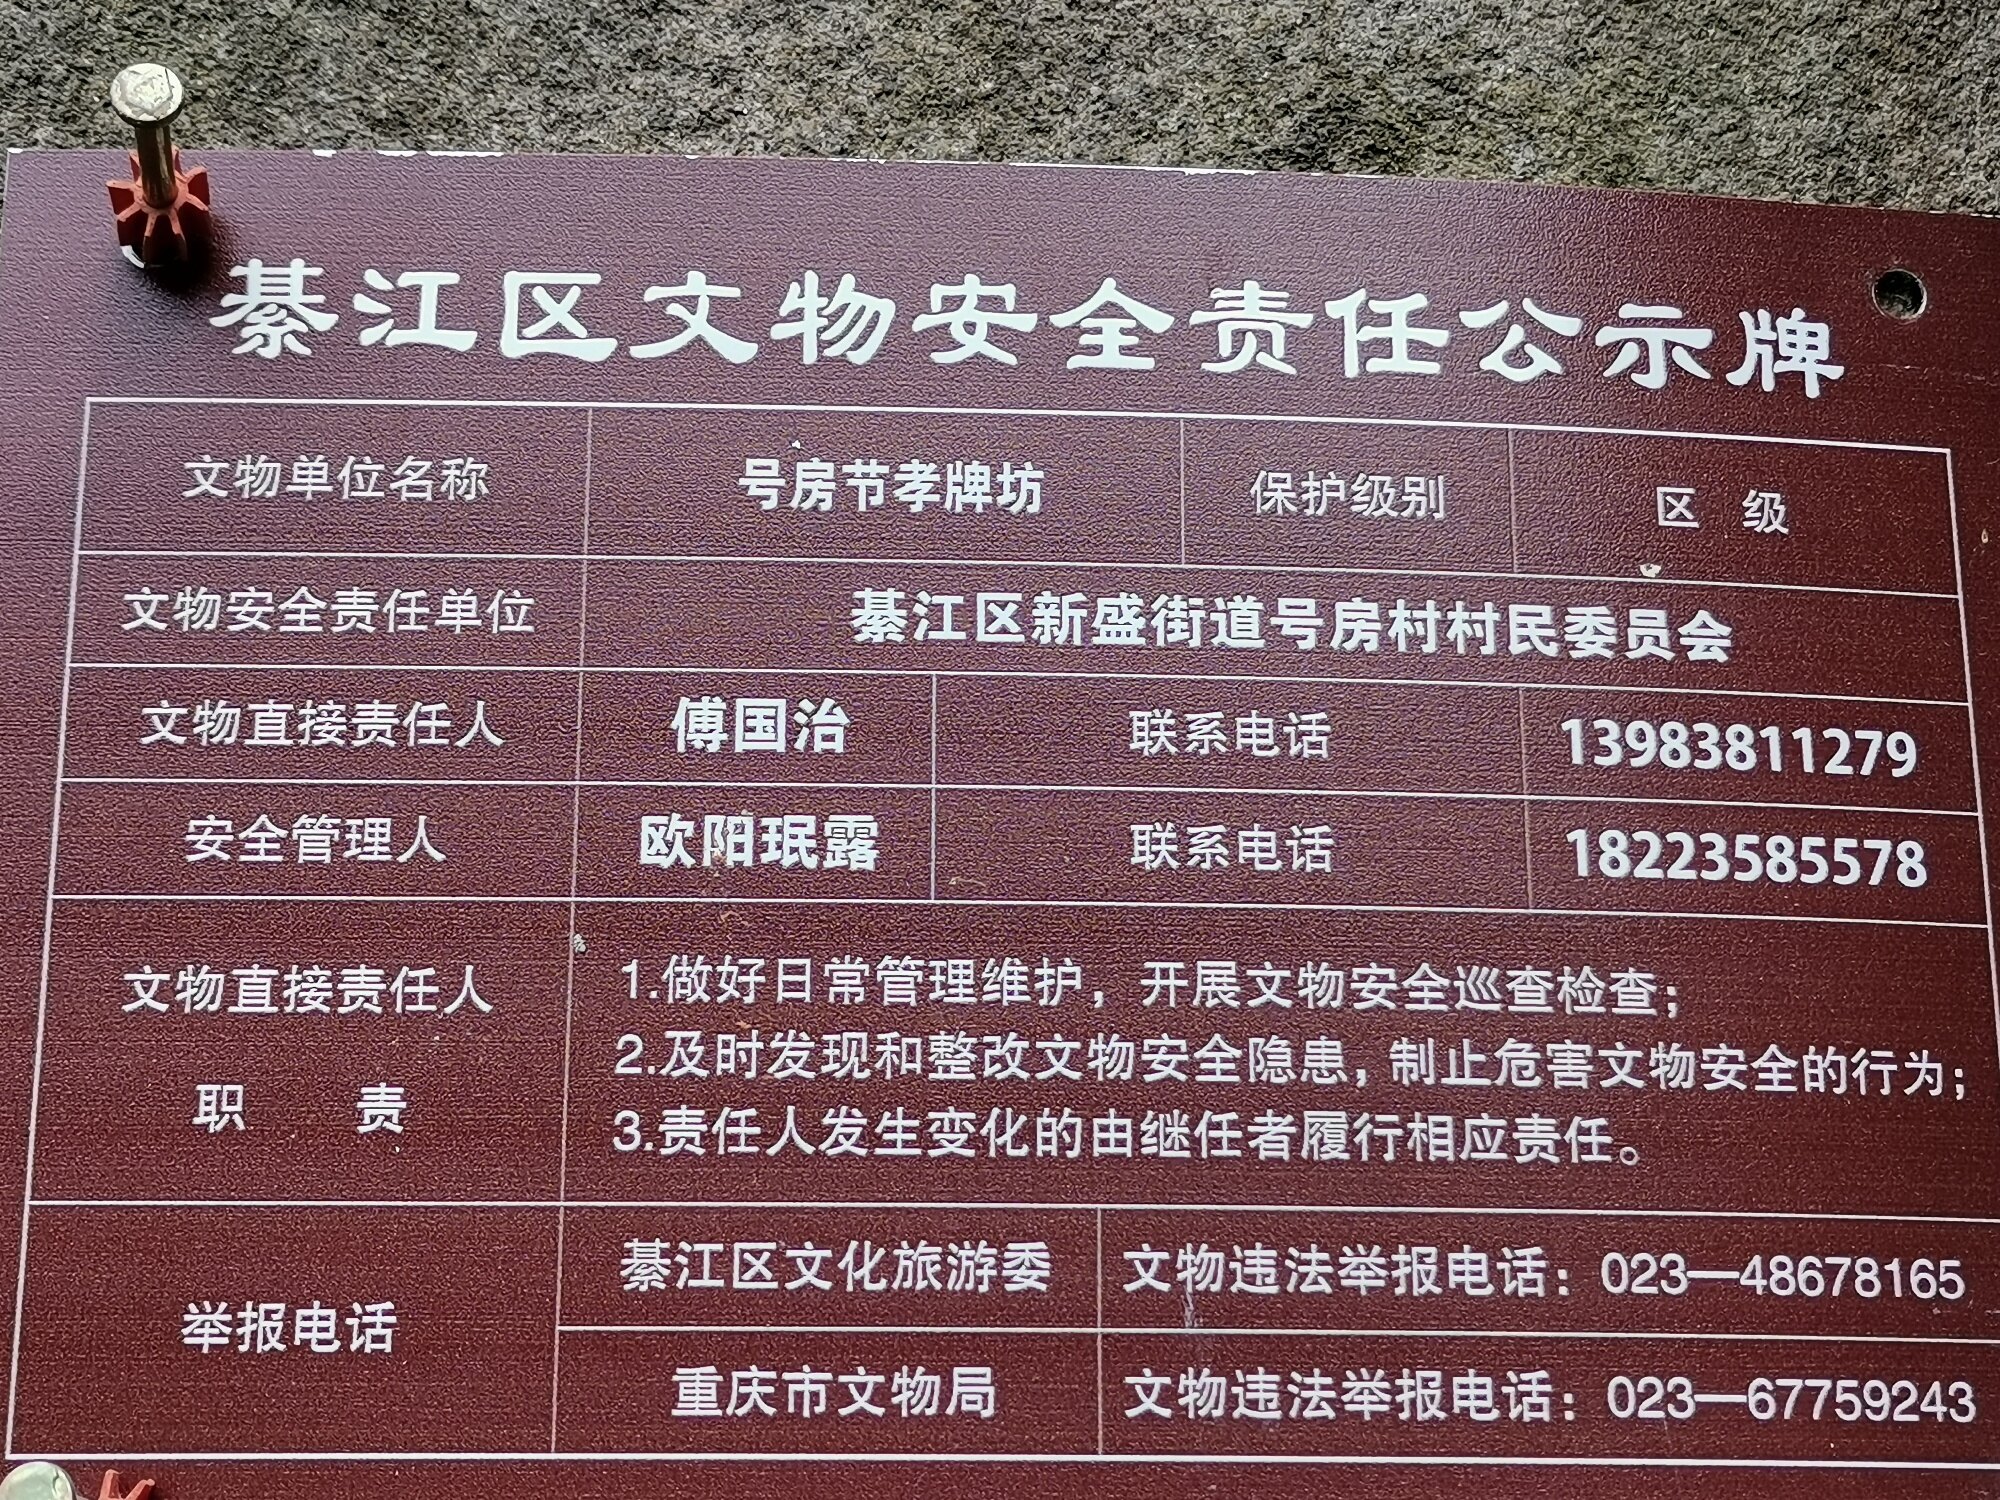 綦江区文物安全责任公示牌
文物单位名称 号房节孝牌坊 保护级别 区 级
文物安全责任单位 綦江区新盛街道号房村村民委员会
文物直接责任人 傅国治 联系电话 13983811279
安全管理人 欧阳珉露 联系电话 18223585578
文物直接责任人
职 责
1.做好日常管理维护，开展文物安全巡查检查；
2.及时发现和整改文物安全隐患，制止危害文物安全的行为；
3.责任人发生变化的由继任者履行相应责任。
举报电话
綦江区文化旅游委 文物违法举报电话：023—48678165
重庆市文物局 文物违法举报电话：023—67759243